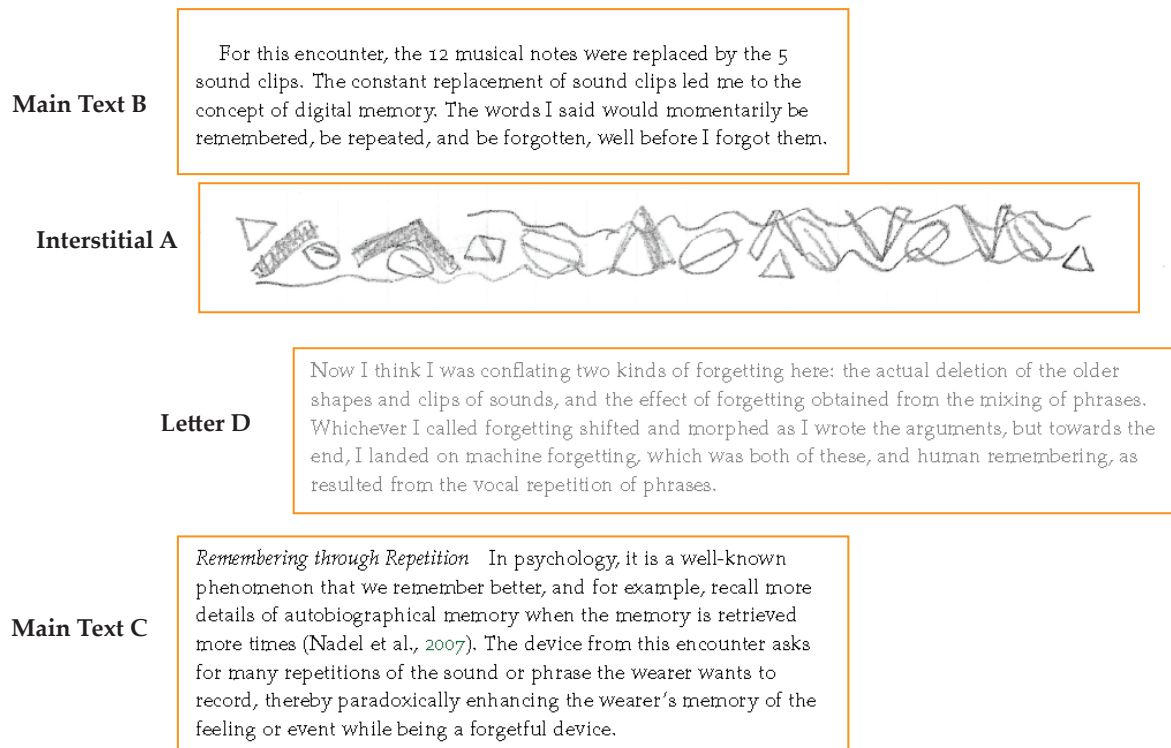 For this encounter, the 12 musical notes were replaced by the 5
sound clips. The constant replacement of sound clips led me to the
Main Text B
concept of digital memory. The words I said would momentarily be
remembered, be repeated, and be forgotten, well before I forgot them.
Interstitial A
Now I think I was conflating two kinds of forgetting here: the actual deletion of the older
shapes and clips of sounds, and the effect of forgetting obtained from the mixing of phrases.
Letter D
Whichever I called forgetting shifted and morphed as I wrote the arguments, but towards the
end, I landed on machine forgetting, which was both of these, and human remembering, as
resulted from the vocal repetition of phrases.
Remembering through Repetition In psychology, it is a well-known
phenomenon that we remember better, and for example, recall more
details of autobiographical memory when the memory is retrieved
Main Text C
more times (Nadel et al., 2007). The device from this encounter asks
for many repetitions of the sound or phrase the wearer wants to
record, thereby paradoxically enhancing the wearer's memory of the
feeling or event while being a forgetful device.